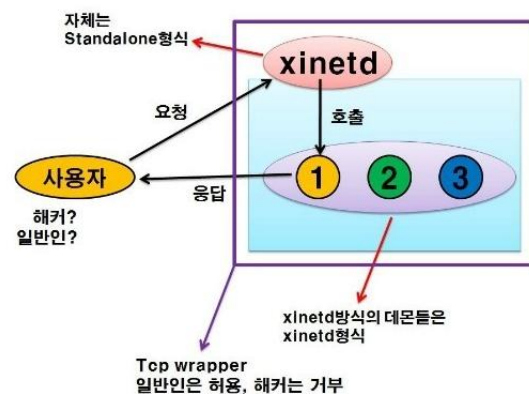 자체는
Standalone형식
xinetd
요청
호출
사용자
1
2
3
응답
해커?
일반인?
xinetd방식의 데몬들은
xinetd형식
Tcp wrapper
일반인은 허용, 해커는 거부